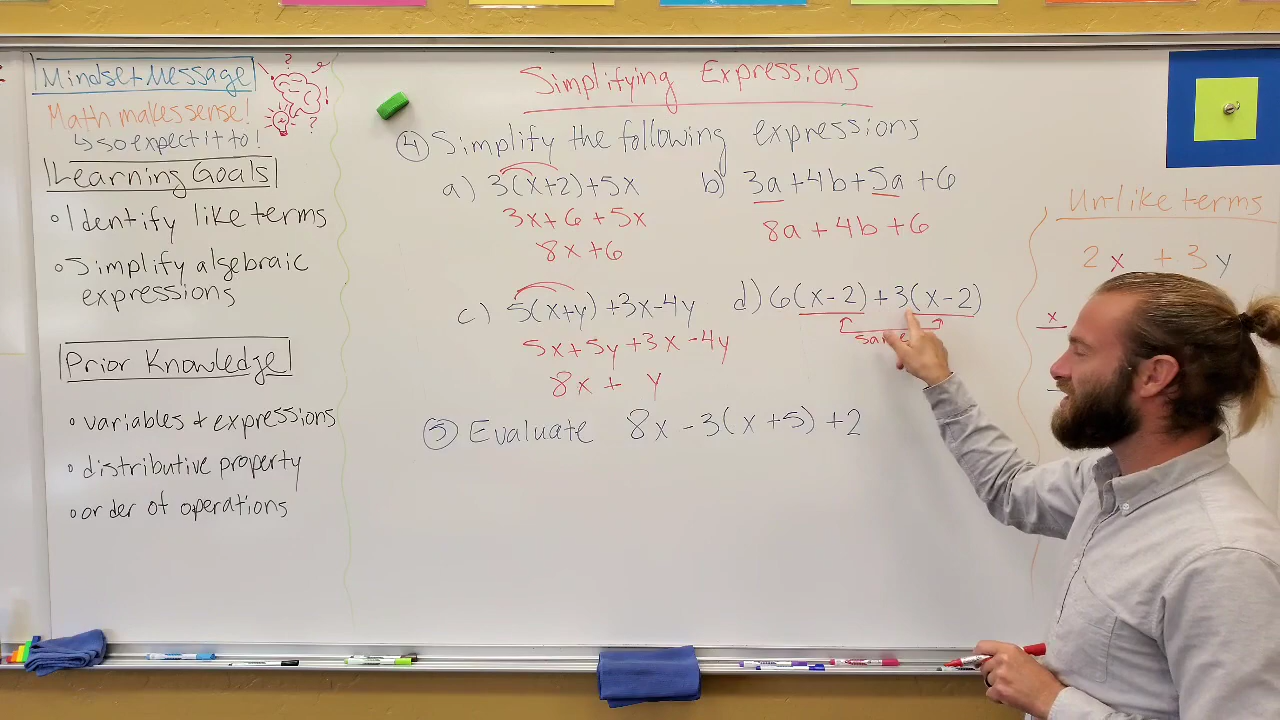 Mindset Message
Math makes sense!
↳ so expect it to!
Learning Goals
• Identify like terms
• Simplify algebraic
expressions
Prior Knowledge
• variables + expressions
• distributive property
• order of operations
Simplifying Expressions
④ Simplify the following expressions
a) 3(x+2)+5x
3x+6+5x
8x+6
b) 3a+4b+5a+6
8a+4b+6
c) 5(x+y)+3x-4y
5x+5y+3x-4y
8x + y
d) 6(x-2)+3(x-2)
same
⑤ Evaluate 8x-3(x+5)+2
Unlike terms
2x + 3y
x